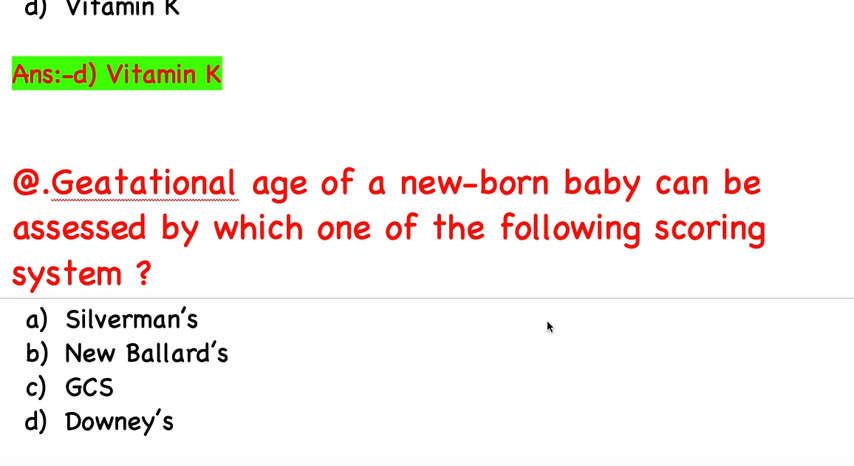 d) Vitamin K
Ans:-d) Vitamin K
@.Geatational age of a new-born baby can be
assessed by which one of the following scoring
system ?
a) Silverman's
b) New Ballard's
c) GCS
d) Downey's